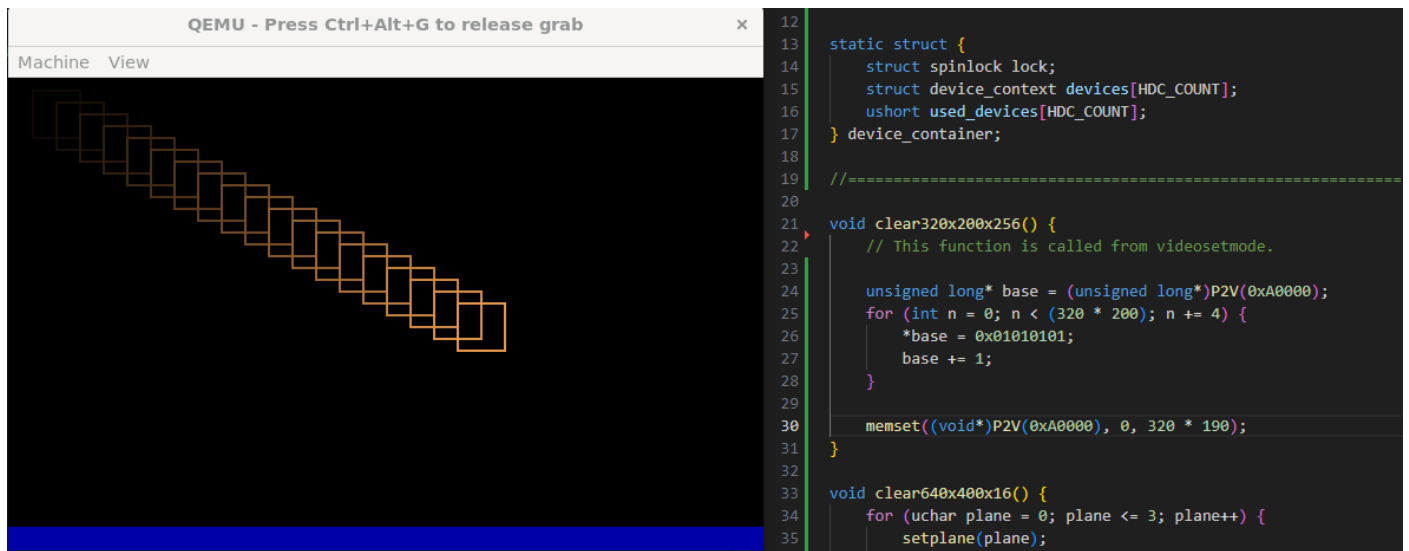 QEMU - Press Ctrl+Alt+G to release grab ×
Machine View
12
13 static struct {
14 struct spinlock lock;
15 struct device_context devices[HDC_COUNT];
16 ushort used_devices[HDC_COUNT];
17 } device_container;
18
19 //=============================================================
20
21 void clear320x200x256() {
22 // This function is called from videosetmode.
23
24 unsigned long* base = (unsigned long*)P2V(0xA0000);
25 for (int n = 0; n < (320 * 200); n += 4) {
26 *base = 0x01010101;
27 base += 1;
28 }
29
30 memset((void*)P2V(0xA0000), 0, 320 * 190);
31 }
32
33 void clear640x400x16() {
34 for (uchar plane = 0; plane <= 3; plane++) {
35 setplane(plane);